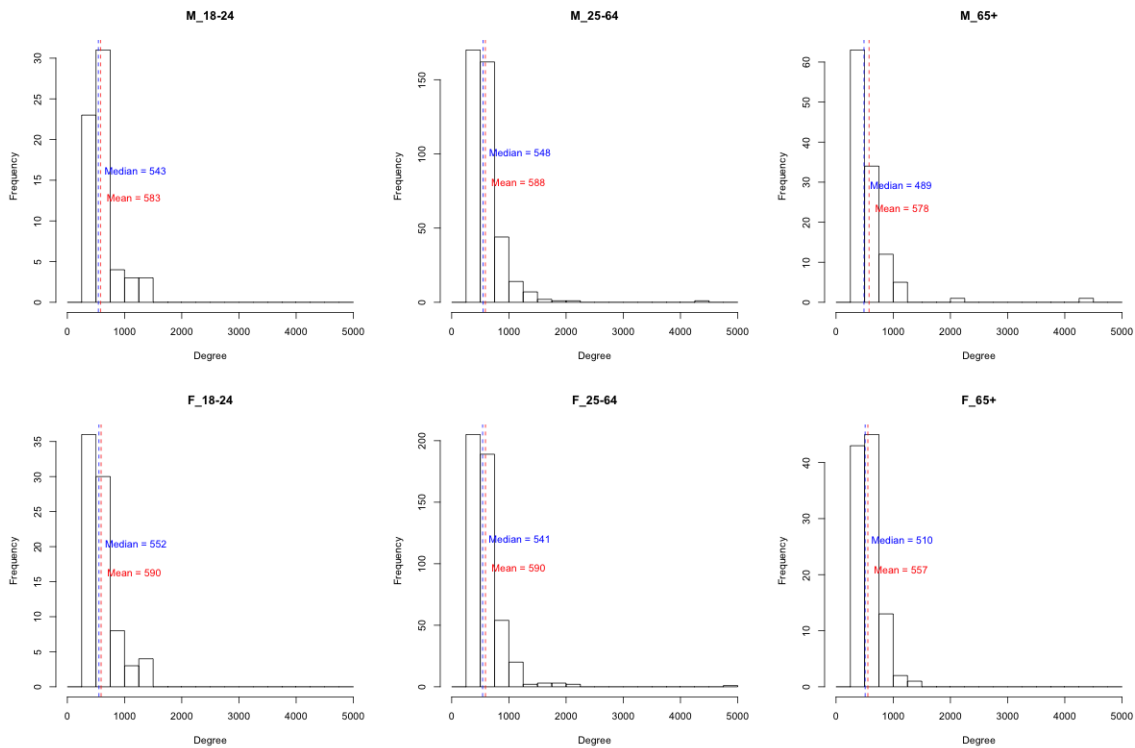 M_18-24
Frequency
0 5 10 15 20 25 30
Median = 543
Mean = 583
0 1000 2000 3000 4000 5000
Degree
M_25-64
Frequency
0 50 100 150
Median = 548
Mean = 588
0 1000 2000 3000 4000 5000
Degree
M_65+
Frequency
0 10 20 30 40 50 60
Median = 489
Mean = 578
0 1000 2000 3000 4000 5000
Degree
F_18-24
Frequency
0 5 10 15 20 25 30 35
Median = 552
Mean = 590
0 1000 2000 3000 4000 5000
Degree
F_25-64
Frequency
0 50 100 150 200
Median = 541
Mean = 590
0 1000 2000 3000 4000 5000
Degree
F_65+
Frequency
0 10 20 30 40
Median = 510
Mean = 557
0 1000 2000 3000 4000 5000
Degree